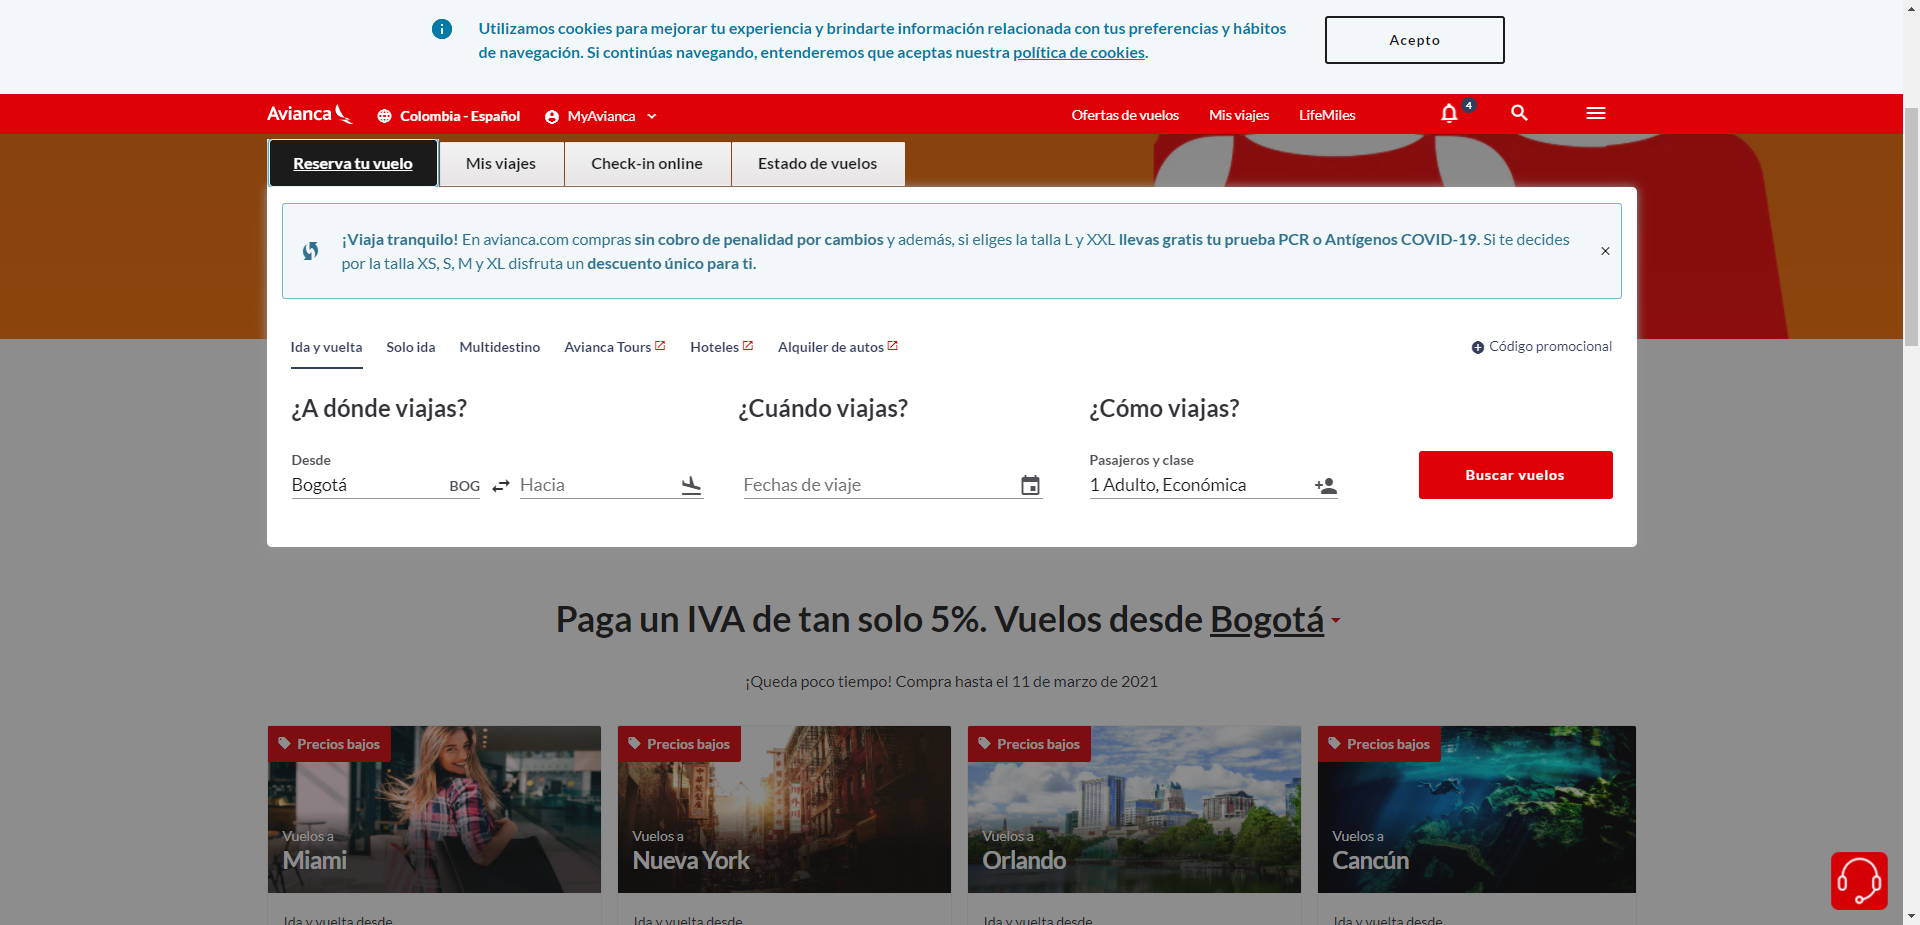 Utilizamos cookies para mejorar tu experiencia y brindarte información relacionada con tus preferencias y hábitos
de navegación. Si continúas navegando, entenderemos que aceptas nuestra política de cookies.
Acepto
Avianca
Colombia - Español
MyAvianca
Ofertas de vuelos
Mis viajes
LifeMiles
4
Reserva tu vuelo
Mis viajes
Check-in online
Estado de vuelos
¡Viaja tranquilo! En avianca.com compras sin cobro de penalidad por cambios y además, si eliges la talla L y XXL llevas gratis tu prueba PCR o Antígenos COVID-19. Si te decides
por la talla XS, S, M y XL disfruta un descuento único para ti.
Ida y vuelta
Solo ida
Multidestino
Avianca Tours
Hoteles
Alquiler de autos
Código promocional
¿A dónde viajas?
¿Cuándo viajas?
¿Cómo viajas?
Desde
Bogotá
BOG
Hacia
Fechas de viaje
Pasajeros y clase
1 Adulto, Económica
Buscar vuelos
Paga un IVA de tan solo 5%. Vuelos desde Bogotá
¡Queda poco tiempo! Compra hasta el 11 de marzo de 2021
Precios bajos
Vuelos a
Miami
Ida y vuelta desde
Precios bajos
Vuelos a
Nueva York
Ida y vuelta desde
Precios bajos
Vuelos a
Orlando
Ida y vuelta desde
Precios bajos
Vuelos a
Cancún
Ida y vuelta desde